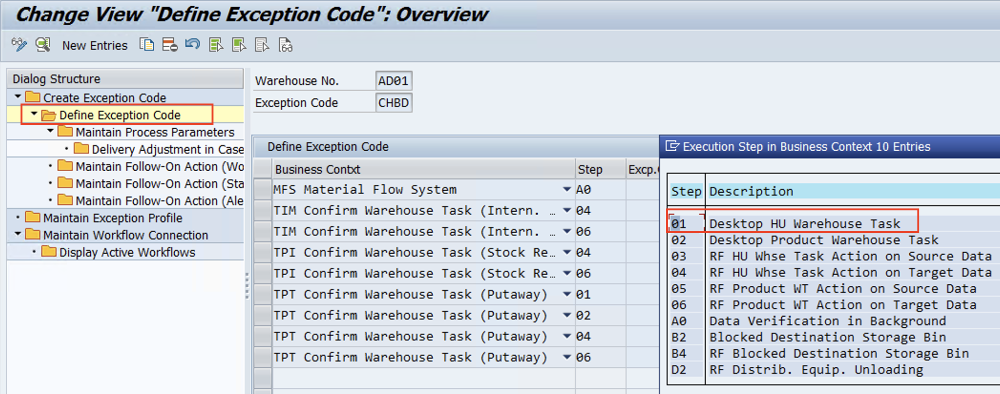 Change View "Define Exception Code": Overview
New Entries
Dialog Structure
Create Exception Code
Define Exception Code
Maintain Process Parameters
Delivery Adjustment in Case
Maintain Follow-On Action (Wo
Maintain Follow-On Action (Sta
Maintain Follow-On Action (Ale
Maintain Exception Profile
Maintain Workflow Connection
Display Active Workflows
Warehouse No. AD01
Exception Code CHBD
Define Exception Code
Business Contxt Step Excp.
MFS Material Flow System A0
TIM Confirm Warehouse Task (Intern. … 04
TIM Confirm Warehouse Task (Intern. … 06
TPI Confirm Warehouse Task (Stock Re… 04
TPI Confirm Warehouse Task (Stock Re… 06
TPT Confirm Warehouse Task (Putaway) 01
TPT Confirm Warehouse Task (Putaway) 02
TPT Confirm Warehouse Task (Putaway) 04
TPT Confirm Warehouse Task (Putaway) 06
Execution Step in Business Context 10 Entries
Step Description
01 Desktop HU Warehouse Task
02 Desktop Product Warehouse Task
03 RF HU Whse Task Action on Source Data
04 RF HU Whse Task Action on Target Data
05 RF Product WT Action on Source Data
06 RF Product WT Action on Target Data
A0 Data Verification in Background
B2 Blocked Destination Storage Bin
B4 RF Blocked Destination Storage Bin
D2 RF Distrib. Equip. Unloading